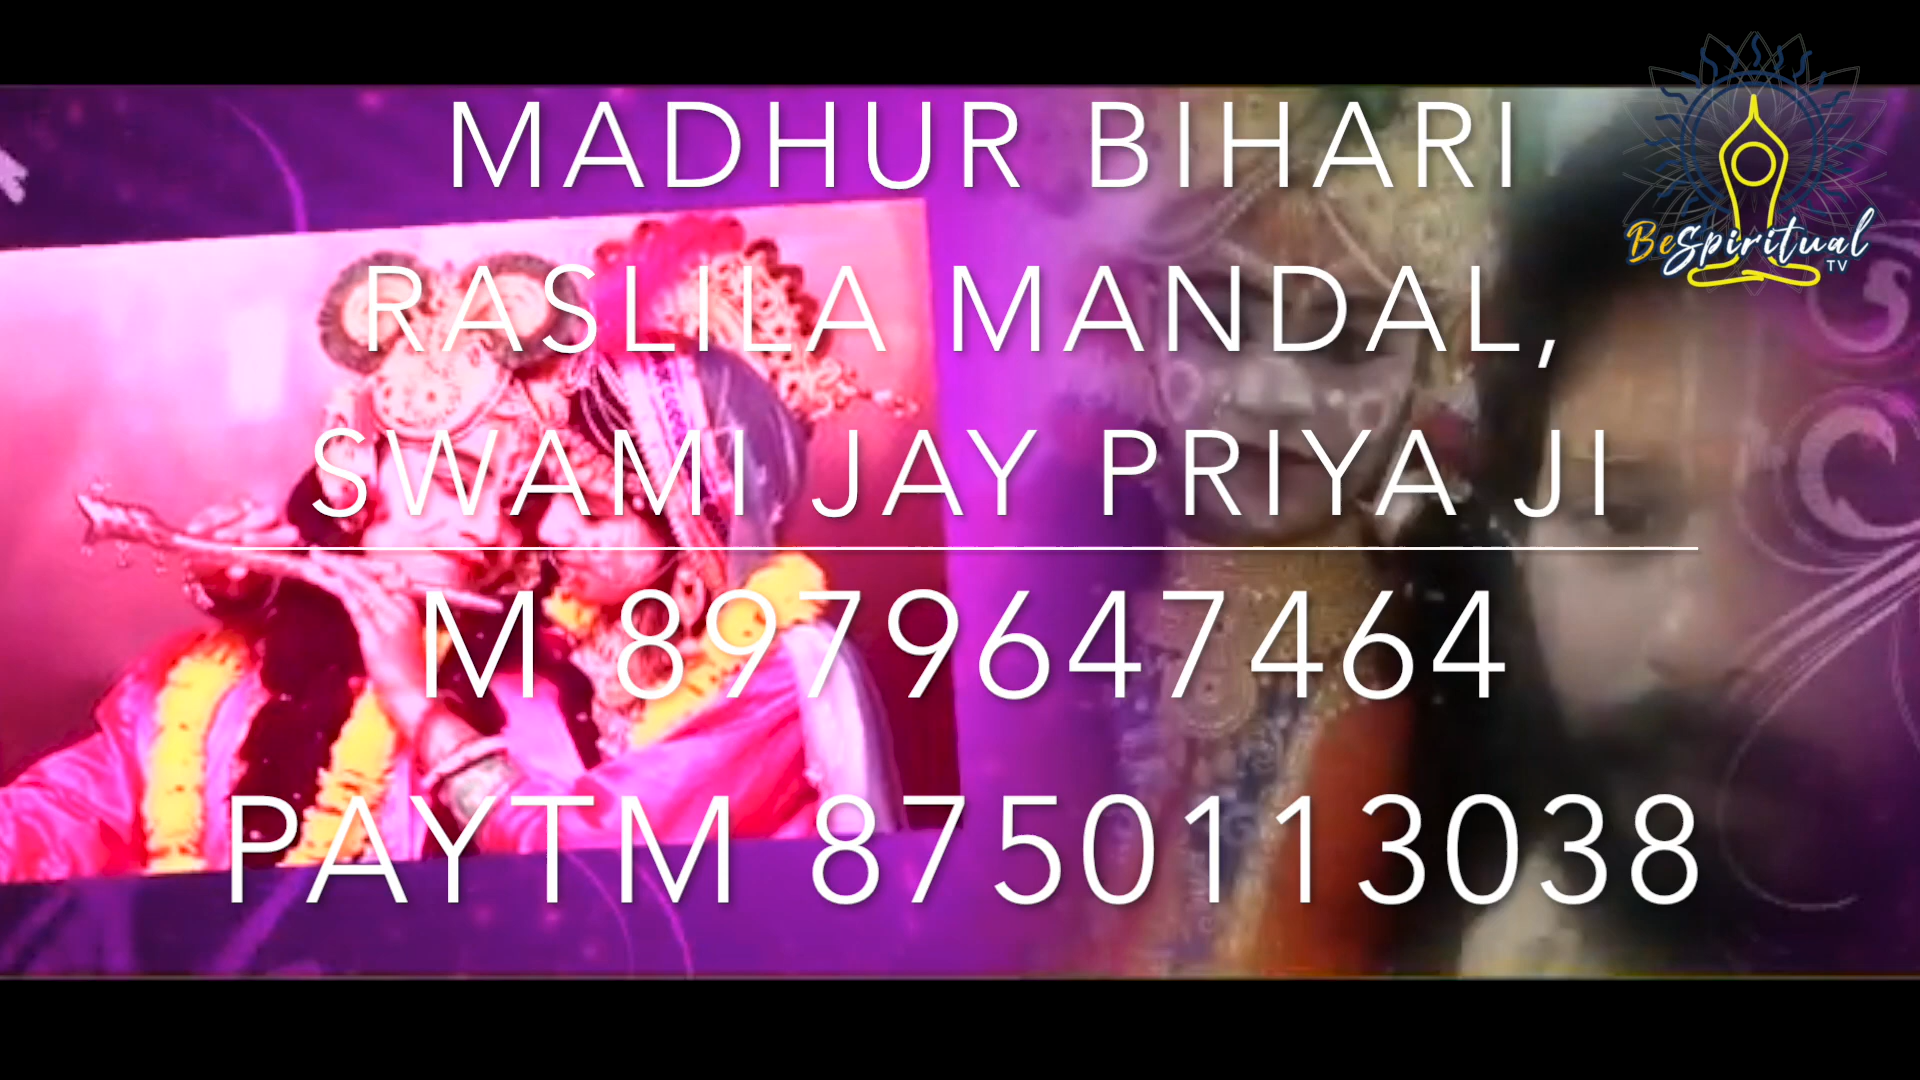 MADHUR BIHARI
RASLILA MANDAL,
SWAMI JAY PRIYA JI
M 8979647464
PAYTM 8750113038
BeSpiritual
TV